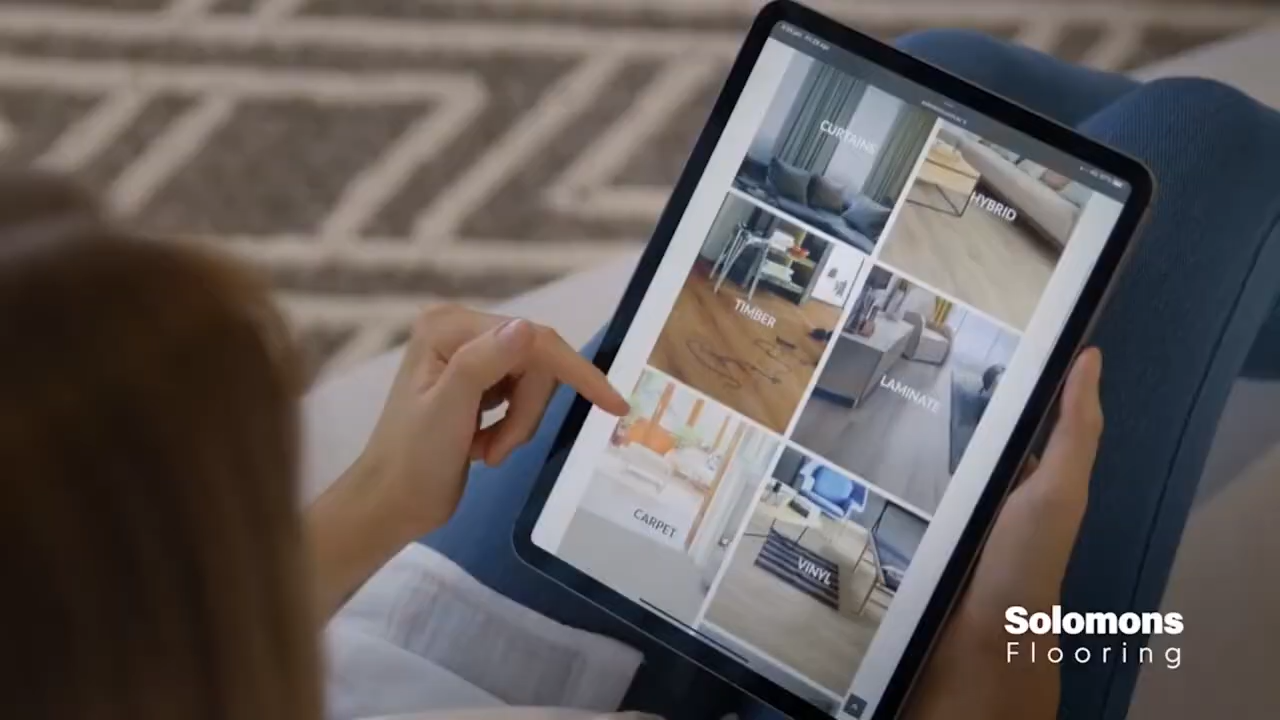 CURTAINS
HYBRID
TIMBER
LAMINATE
CARPET
VINYL
Solomons
Flooring